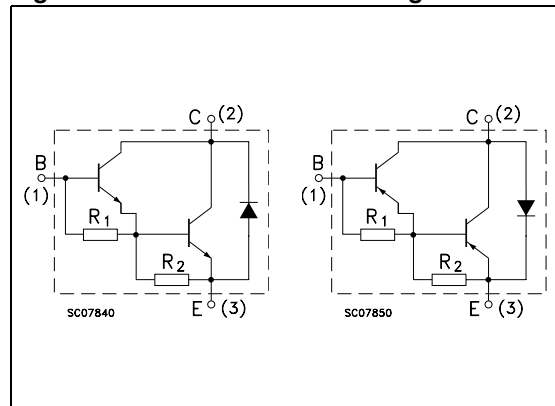 C (2)
B
(1)
R1
R2
E (3)
SC07840
C (2)
B
(1)
R1
R2
E (3)
SC07850